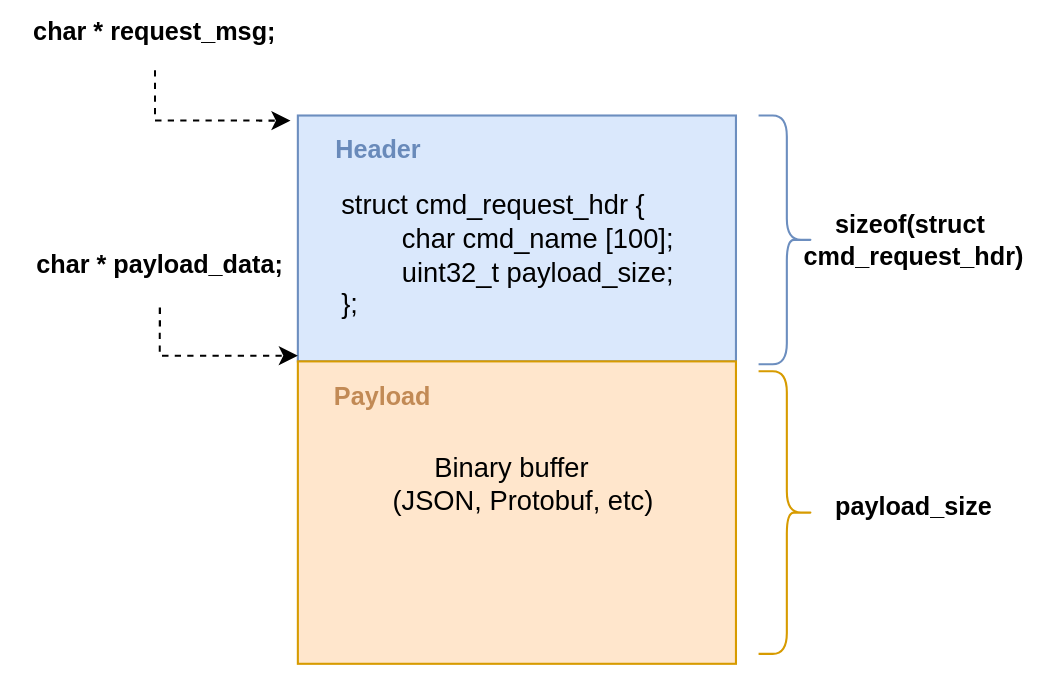 char * request_msg;
Header
struct cmd_request_hdr {
char cmd_name [100];
uint32_t payload_size;
};
sizeof(struct
cmd_request_hdr)
char * payload_data;
Payload
Binary buffer
(JSON, Protobuf, etc)
payload_size